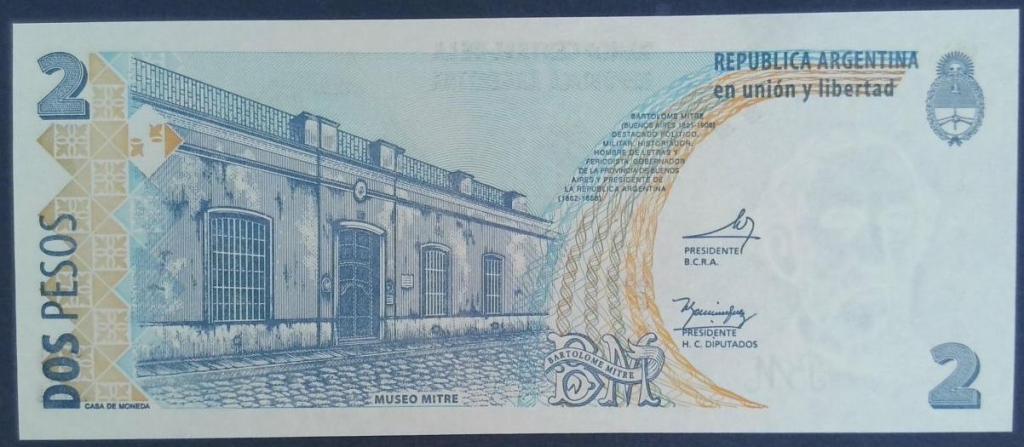 2
REPUBLICA ARGENTINA
en unión y libertad
BARTOLOME MITRE
(BUENOS AIRES 1821-1906)
DESTACADO POLITICO,
MILITAR, HISTORIADOR,
HOMBRE DE LETRAS Y
PERIODISTA, GOBERNADOR
DE LA PROVINCIA DE BUENOS
AIRES Y PRESIDENTE DE
LA REPUBLICA ARGENTINA
(1862-1868)
PRESIDENTE
B.C.R.A.
PRESIDENTE
H. C. DIPUTADOS
DOS PESOS
CASA DE MONEDA
MUSEO MITRE
BM
BARTOLOME MITRE
2